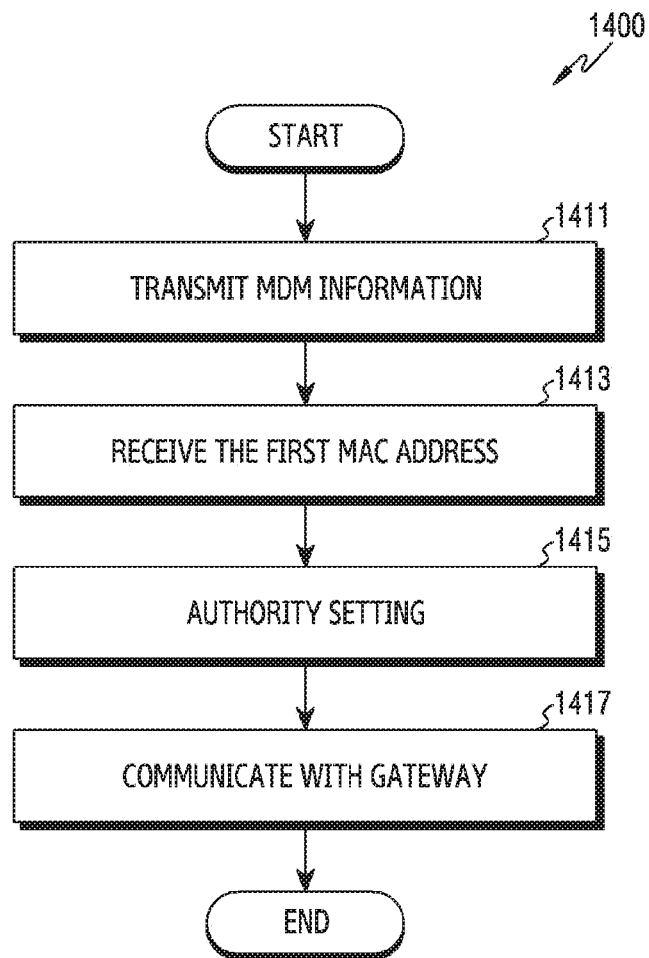 1400
START
1411
TRANSMIT MDM INFORMATION
1413
RECEIVE THE FIRST MAC ADDRESS
1415
AUTHORITY SETTING
1417
COMMUNICATE WITH GATEWAY
END